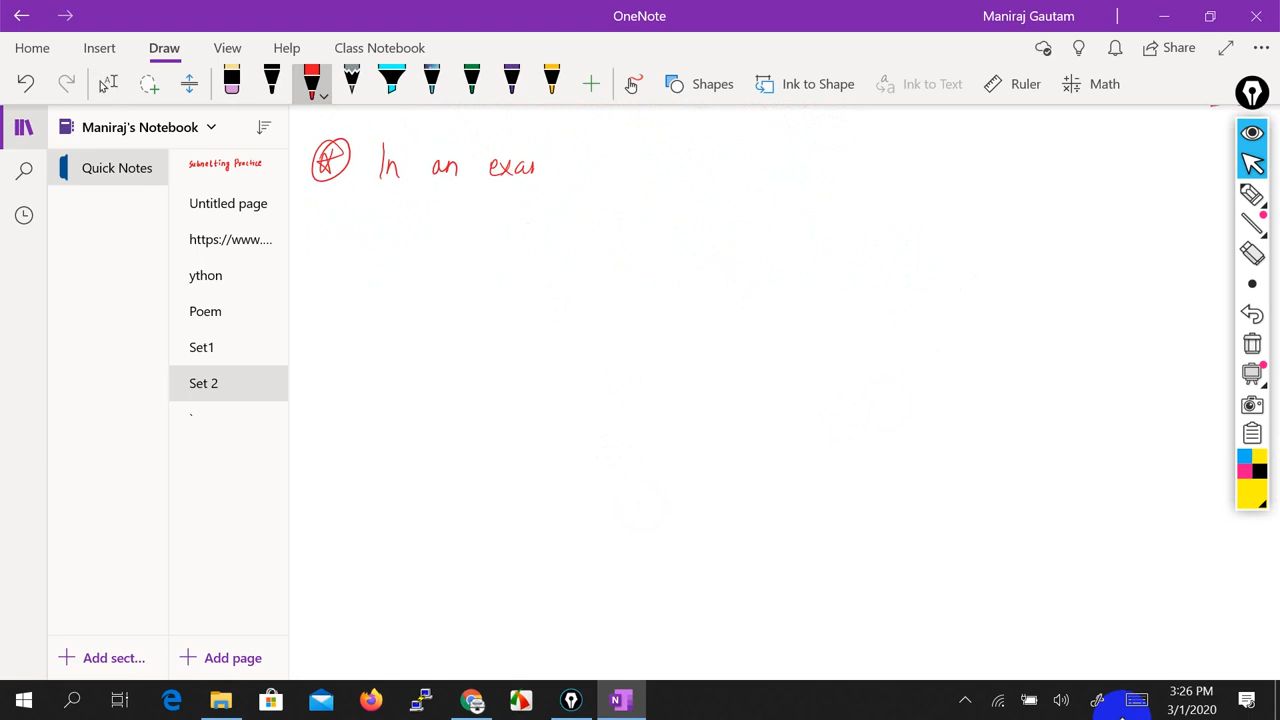 OneNote
Maniraj Gautam
Home Insert Draw View Help Class Notebook Share
Shapes Ink to Shape Ink to Text Ruler Math
Maniraj's Notebook
Quick Notes
Subnetting Practice
Untitled page
https://www....
ython
Poem
Set1
Set 2
`
In an exam
Add sect... Add page
3:26 PM
3/1/2020